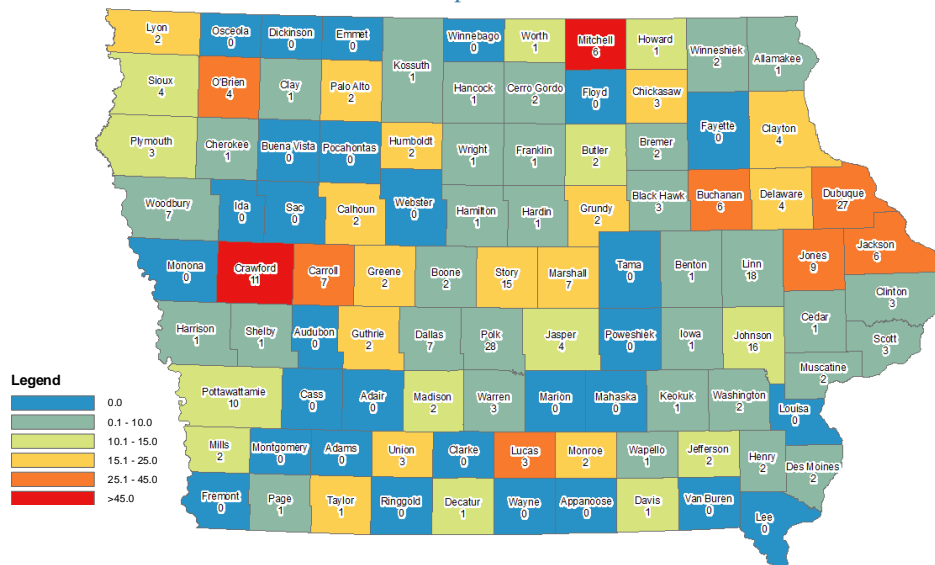 Lyon
2
Osceola
0
Dickinson
0
Emmet
0
Kossuth
1
Winnebago
0
Worth
1
Mitchell
6
Howard
1
Winneshiek
2
Allamakee
1
Sioux
4
O'Brien
4
Clay
1
Palo Alto
2
Hancock
1
Cerro Gordo
2
Floyd
0
Chickasaw
3
Fayette
0
Clayton
4
Plymouth
3
Cherokee
1
Buena Vista
0
Pocahontas
0
Humboldt
2
Wright
1
Franklin
1
Butler
2
Bremer
2
Woodbury
7
Ida
0
Sac
0
Calhoun
2
Webster
0
Hamilton
1
Hardin
1
Grundy
2
Black Hawk
3
Buchanan
6
Delaware
4
Dubuque
27
Monona
0
Crawford
11
Carroll
7
Greene
2
Boone
2
Story
15
Marshall
7
Tama
0
Benton
1
Linn
18
Jones
9
Jackson
6
Clinton
3
Harrison
1
Shelby
1
Audubon
0
Guthrie
2
Dallas
7
Polk
28
Jasper
4
Poweshiek
0
Iowa
1
Johnson
16
Cedar
1
Scott
3
Muscatine
2
Pottawattamie
10
Cass
0
Adair
0
Madison
2
Warren
3
Marion
0
Mahaska
0
Keokuk
1
Washington
2
Louisa
0
Mills
2
Montgomery
0
Adams
0
Union
3
Clarke
0
Lucas
3
Monroe
2
Wapello
1
Jefferson
2
Henry
2
Des Moines
2
Fremont
0
Page
1
Taylor
1
Ringgold
0
Decatur
1
Wayne
0
Appanoose
0
Davis
1
Van Buren
0
Lee
0
Legend
0.0
0.1 - 10.0
10.1 - 15.0
15.1 - 25.0
25.1 - 45.0
>45.0